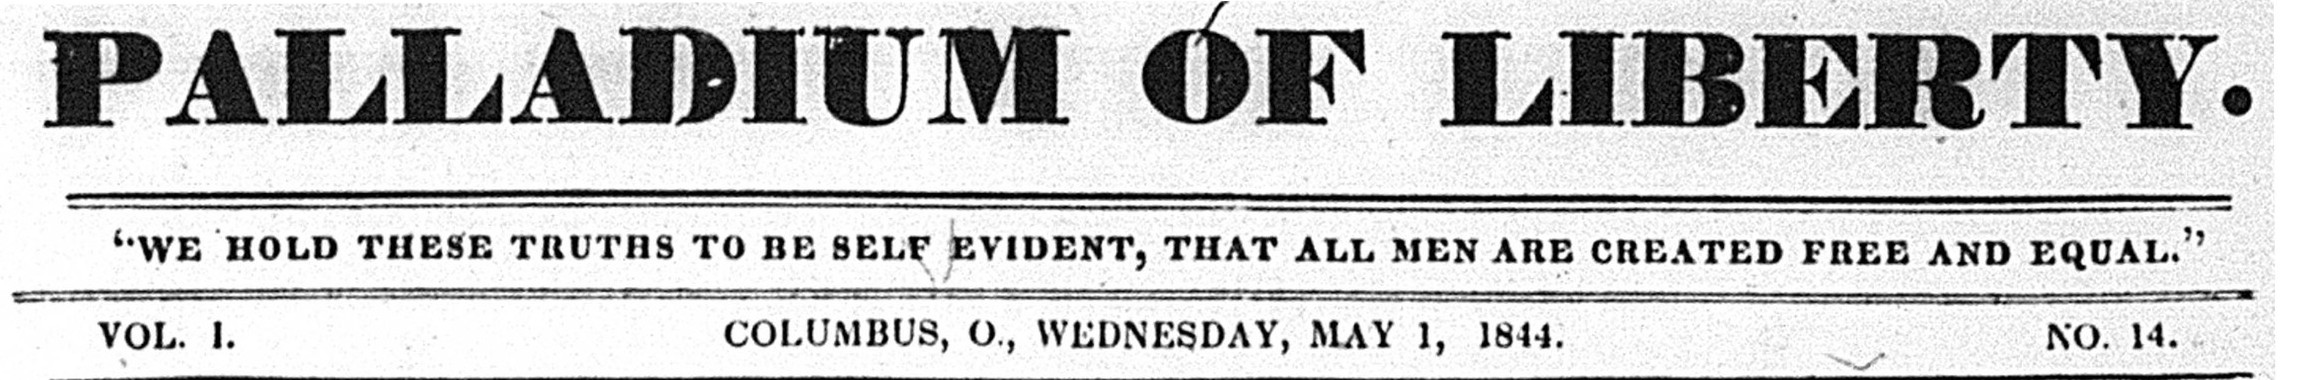 PALLADIUM OF LIBERTY.
"WE HOLD THESE TRUTHS TO BE SELF EVIDENT, THAT ALL MEN ARE CREATED FREE AND EQUAL."
VOL. 1. COLUMBUS, O., WEDNESDAY, MAY 1, 1844. NO. 14.